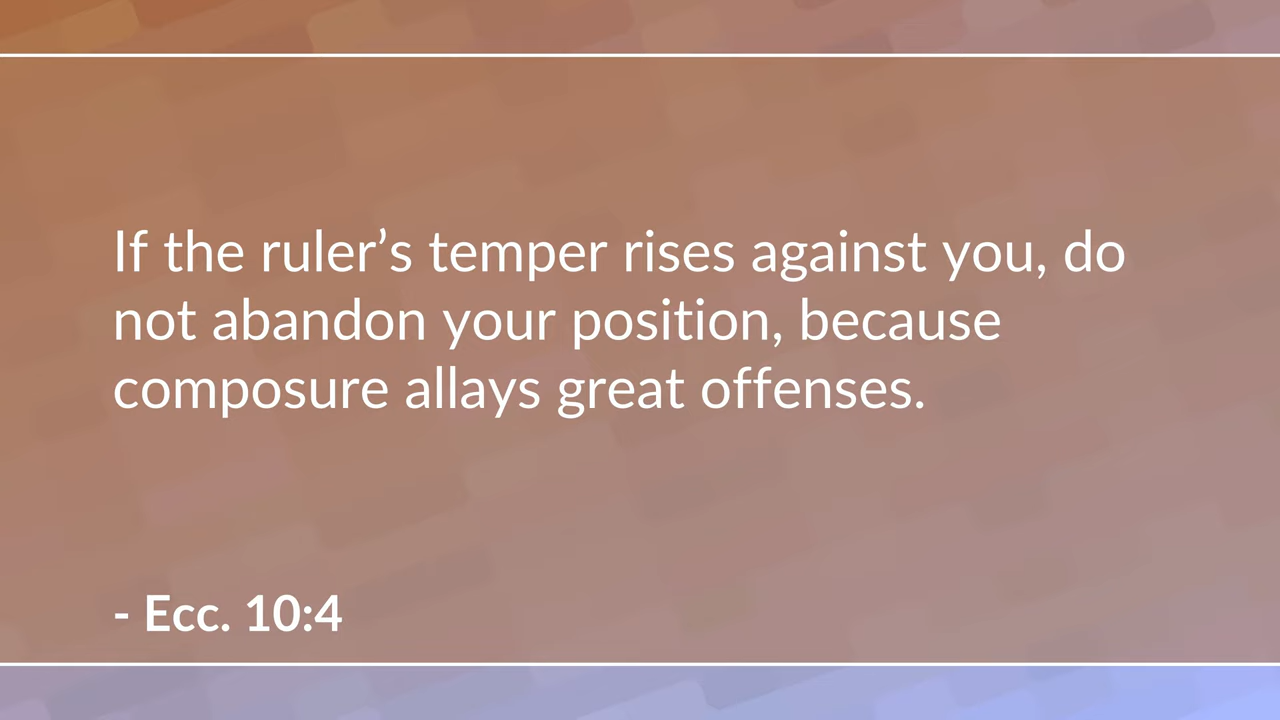 If the ruler’s temper rises against you, do
not abandon your position, because
composure allays great offenses.
- Ecc. 10:4